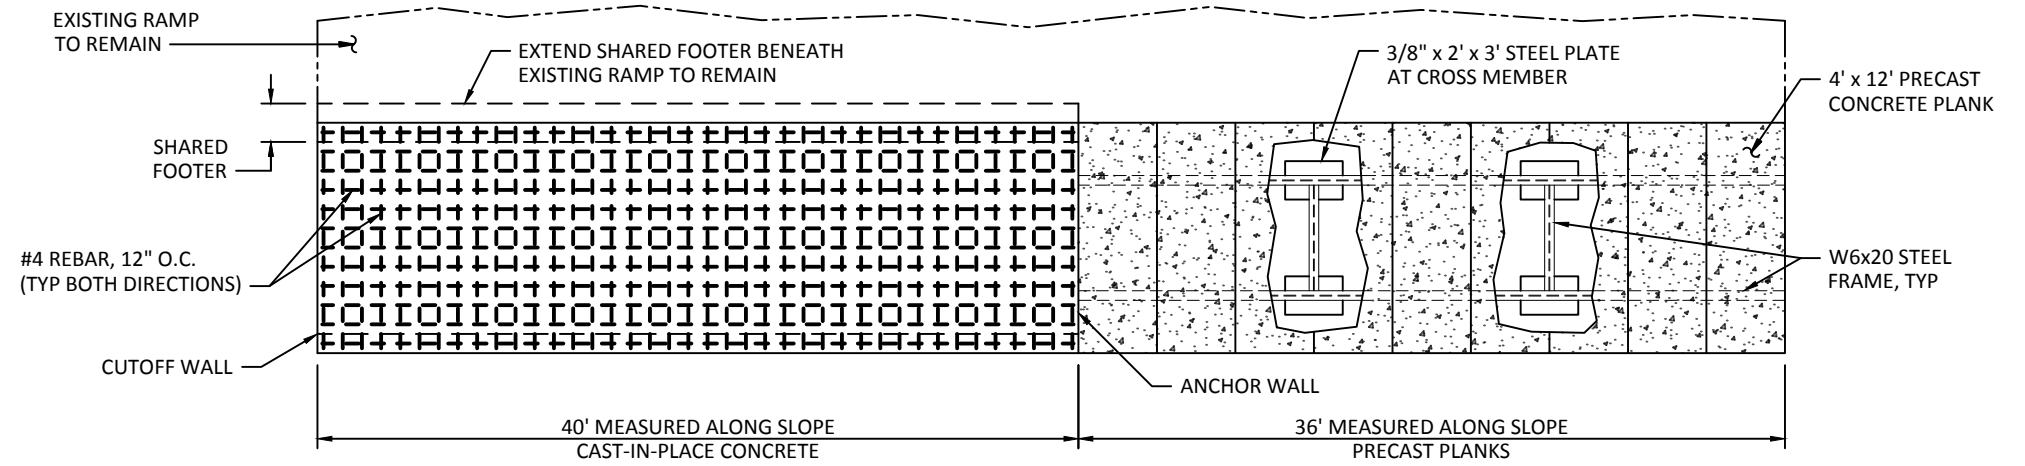 EXISTING RAMP
TO REMAIN
EXTEND SHARED FOOTER BENEATH
EXISTING RAMP TO REMAIN
3/8" x 2' x 3' STEEL PLATE
AT CROSS MEMBER
4' x 12' PRECAST
CONCRETE PLANK
SHARED
FOOTER
#4 REBAR, 12" O.C.
(TYP BOTH DIRECTIONS)
W6x20 STEEL
FRAME, TYP
CUTOFF WALL
ANCHOR WALL
40' MEASURED ALONG SLOPE
CAST-IN-PLACE CONCRETE
36' MEASURED ALONG SLOPE
PRECAST PLANKS